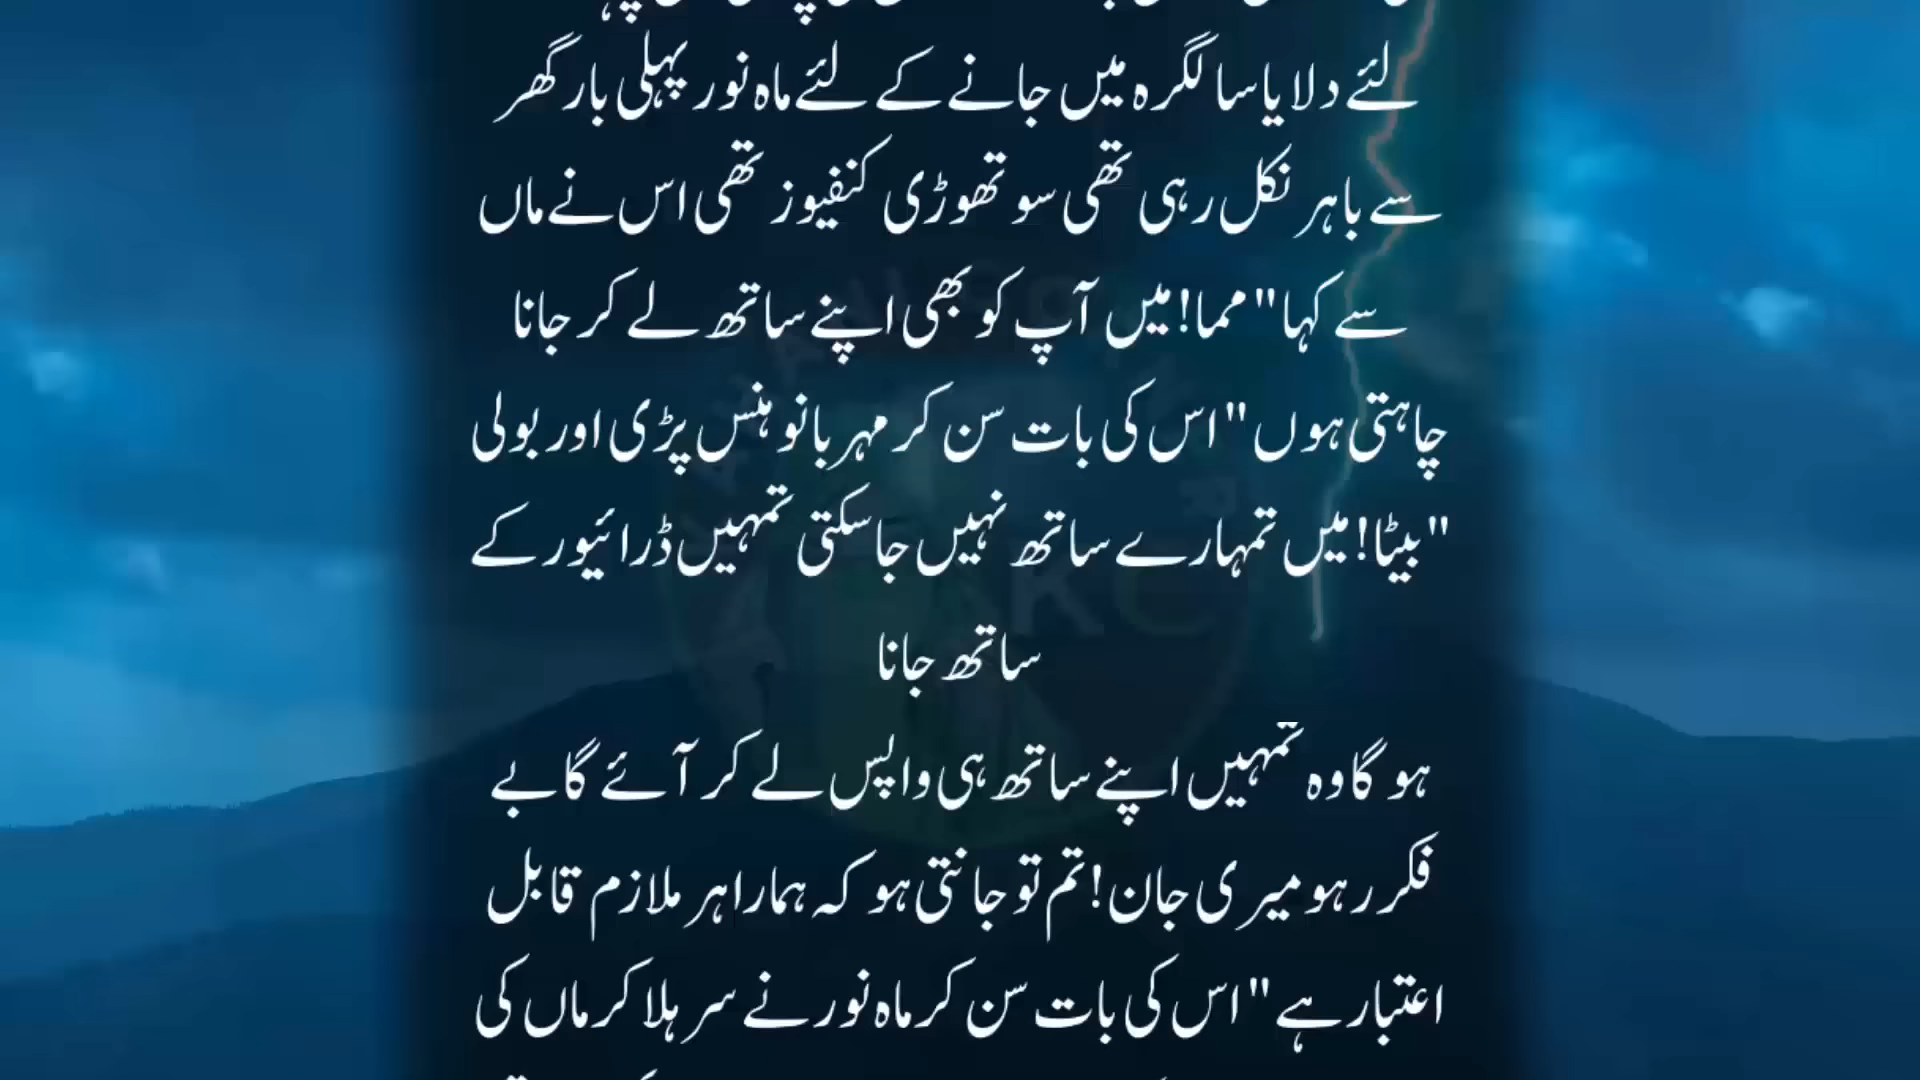 لئے دلایا سالگرہ میں جانے کے لئے ماہ نور پہلی بار گھر
سے باہر نکل رہی تھی سو تھوڑی کنفیوز تھی اس نے ماں
سے کہا "مما! میں آپ کو بھی اپنے ساتھ لے کر جانا
چاہتی ہوں" اس کی بات سن کر مہر بانو ہنس پڑی اور بولی
"بیٹا! میں تمہارے ساتھ نہیں جا سکتی تمہیں ڈرائیور کے
ساتھ جانا
ہو گا وہ تمہیں اپنے ساتھ ہی واپس لے کر آئے گا بے
فکر رہو میری جان! تم تو جانتی ہو کہ ہمارا ہر ملازم قابل
اعتبار ہے" اس کی بات سن کر ماہ نور نے سر ہلا کر ماں کی